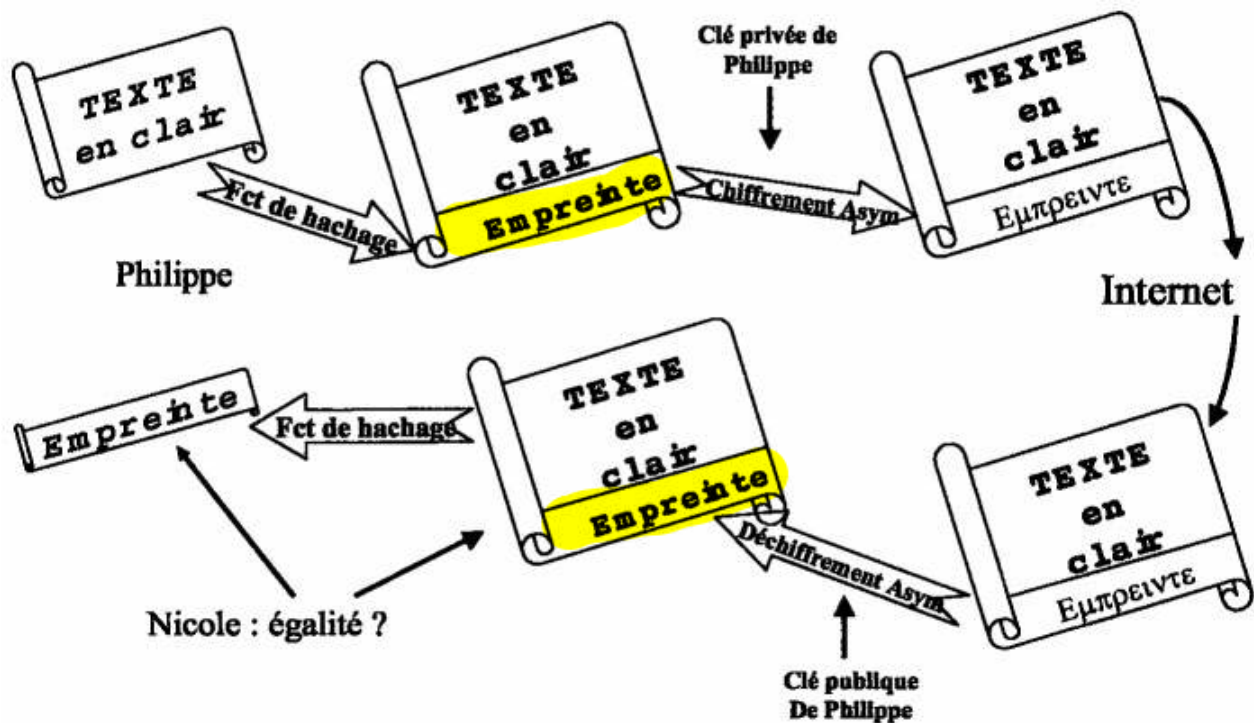 TEXTE
en clair
Fct de hachage
Philippe
TEXTE
en
clair
Empreinte
Clé privée de
Philippe
Chiffrement Asym
TEXTE
en
clair
Εμπρειντε
Internet
TEXTE
en
clair
Εμπρειντε
Clé publique
De Philippe
Déchiffrement Asym
TEXTE
en
clair
Empreinte
Fct de hachage
Empreinte
Nicole : égalité ?